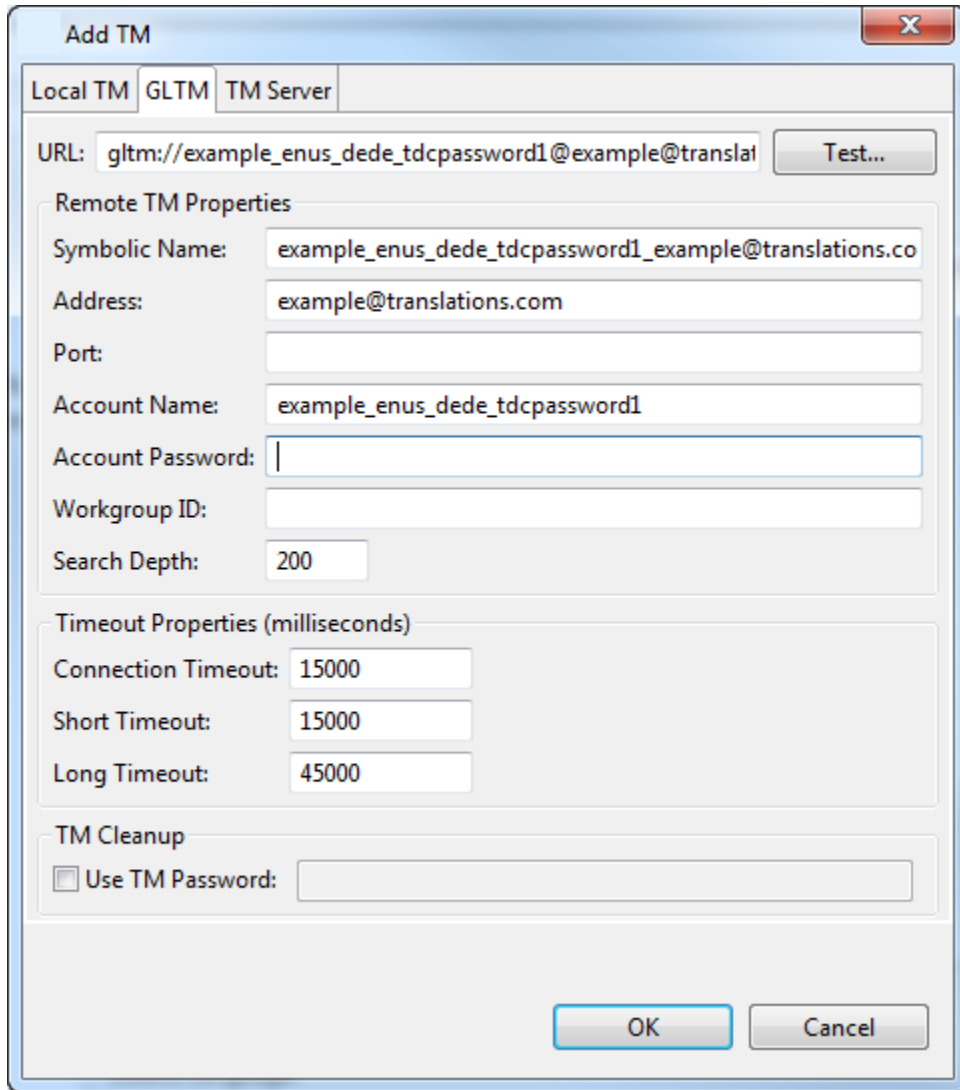 Add TM
Local TM GLTM TM Server
URL: gltm://example_enus_dede_tdcpassword1@example@translat Test...
Remote TM Properties
Symbolic Name: example_enus_dede_tdcpassword1_example@translations.co
Address: example@translations.com
Port:
Account Name: example_enus_dede_tdcpassword1
Account Password:
Workgroup ID:
Search Depth: 200
Timeout Properties (milliseconds)
Connection Timeout: 15000
Short Timeout: 15000
Long Timeout: 45000
TM Cleanup
Use TM Password:
OK Cancel